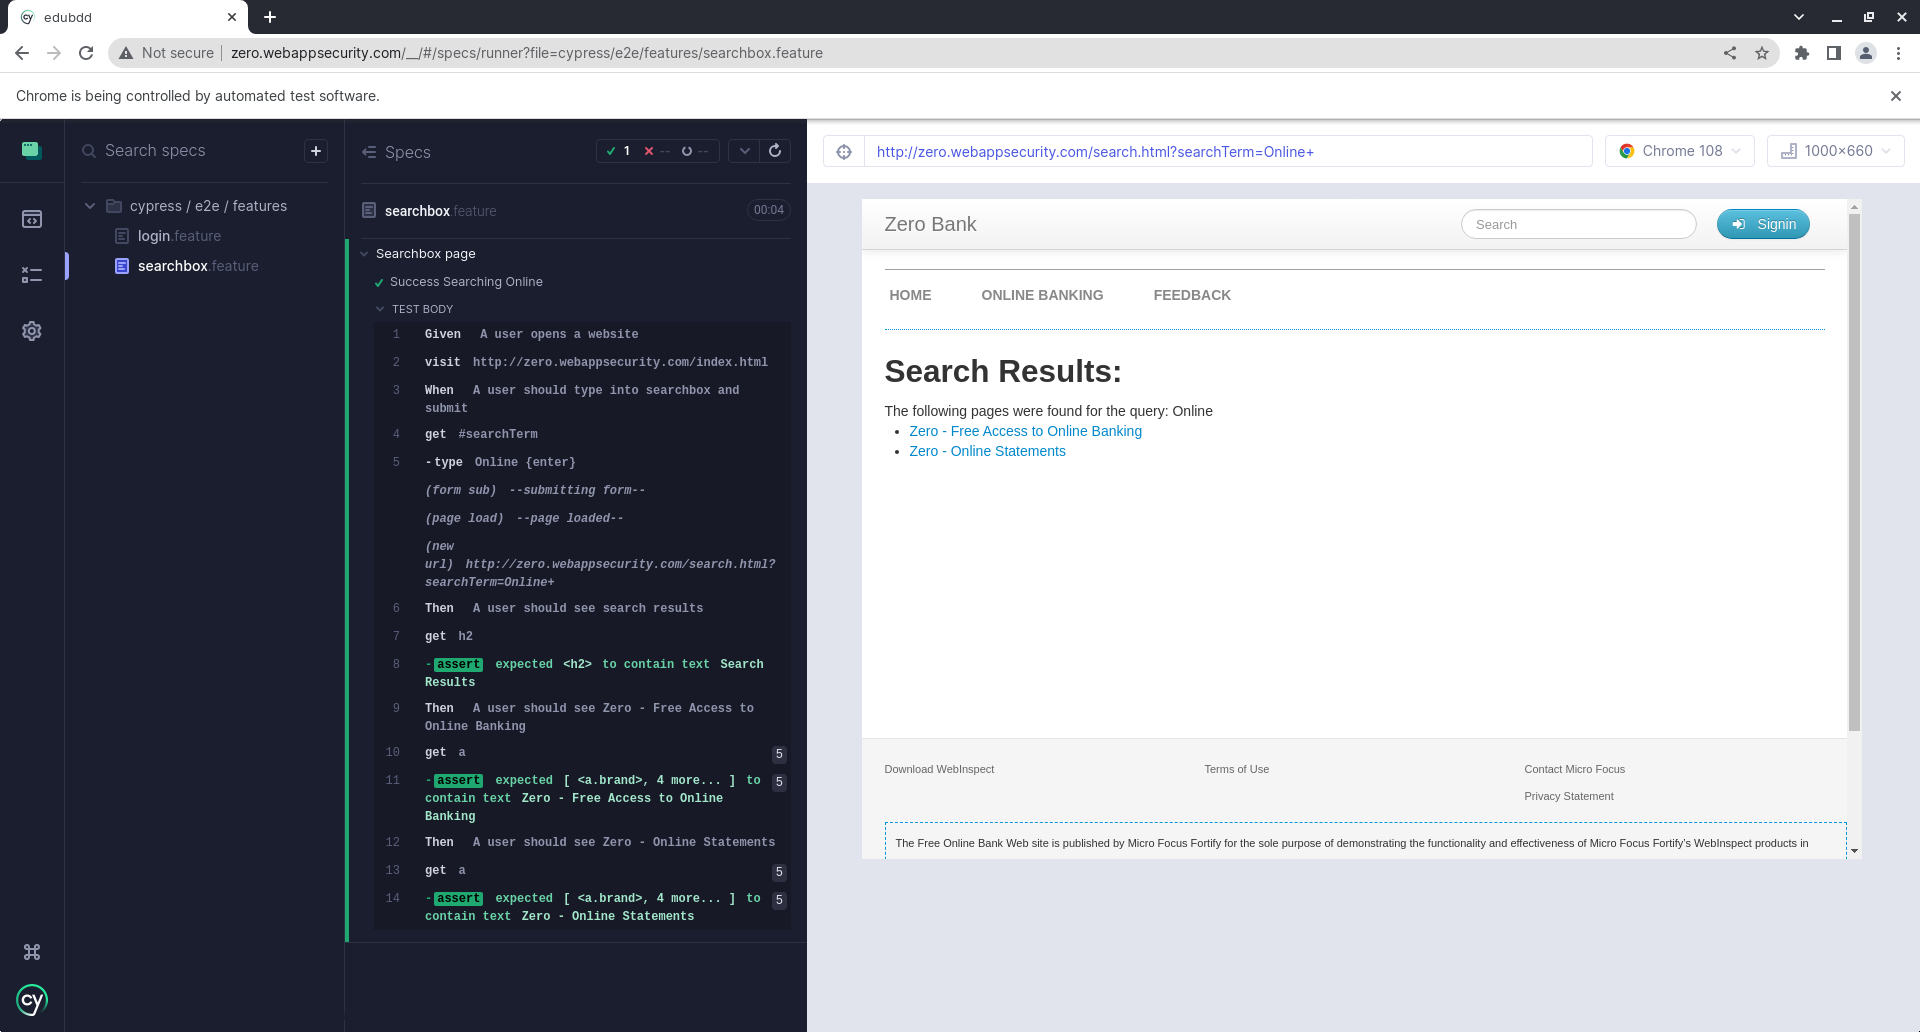 edubdd
Not secure zero.webappsecurity.com/__/#/specs/runner?file=cypress/e2e/features/searchbox.feature
Chrome is being controlled by automated test software.
Search specs
cypress / e2e / features
login.feature
searchbox.feature
cy
Specs
1 -- --
searchbox.feature 00:04
Searchbox page
Success Searching Online
TEST BODY
1 Given A user opens a website
2 visit http://zero.webappsecurity.com/index.html
3 When A user should type into searchbox and
submit
4 get #searchTerm
5 -type Online {enter}
(form sub) --submitting form--
(page load) --page loaded--
(new
url) http://zero.webappsecurity.com/search.html?
searchTerm=Online+
6 Then A user should see search results
7 get h2
8 -assert expected <h2> to contain text Search
Results
9 Then A user should see Zero - Free Access to
Online Banking
10 get a 5
11 -assert expected [ <a.brand>, 4 more... ] to 5
contain text Zero - Free Access to Online
Banking
12 Then A user should see Zero - Online Statements
13 get a 5
14 -assert expected [ <a.brand>, 4 more... ] to 5
contain text Zero - Online Statements
http://zero.webappsecurity.com/search.html?searchTerm=Online+
Chrome 108
1000×660
Zero Bank
Search
Signin
HOME ONLINE BANKING FEEDBACK
Search Results:
The following pages were found for the query: Online
• Zero - Free Access to Online Banking
• Zero - Online Statements
Download WebInspect Terms of Use Contact Micro Focus
Privacy Statement
The Free Online Bank Web site is published by Micro Focus Fortify for the sole purpose of demonstrating the functionality and effectiveness of Micro Focus Fortify's WebInspect products in